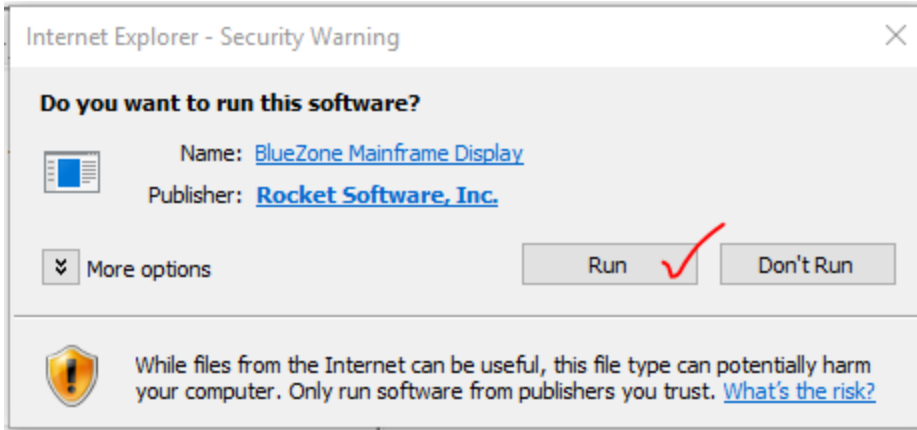 Internet Explorer - Security Warning
Do you want to run this software?
Name: BlueZone Mainframe Display
Publisher: Rocket Software, Inc.
More options
Run
Don't Run
While files from the Internet can be useful, this file type can potentially harm
your computer. Only run software from publishers you trust. What's the risk?